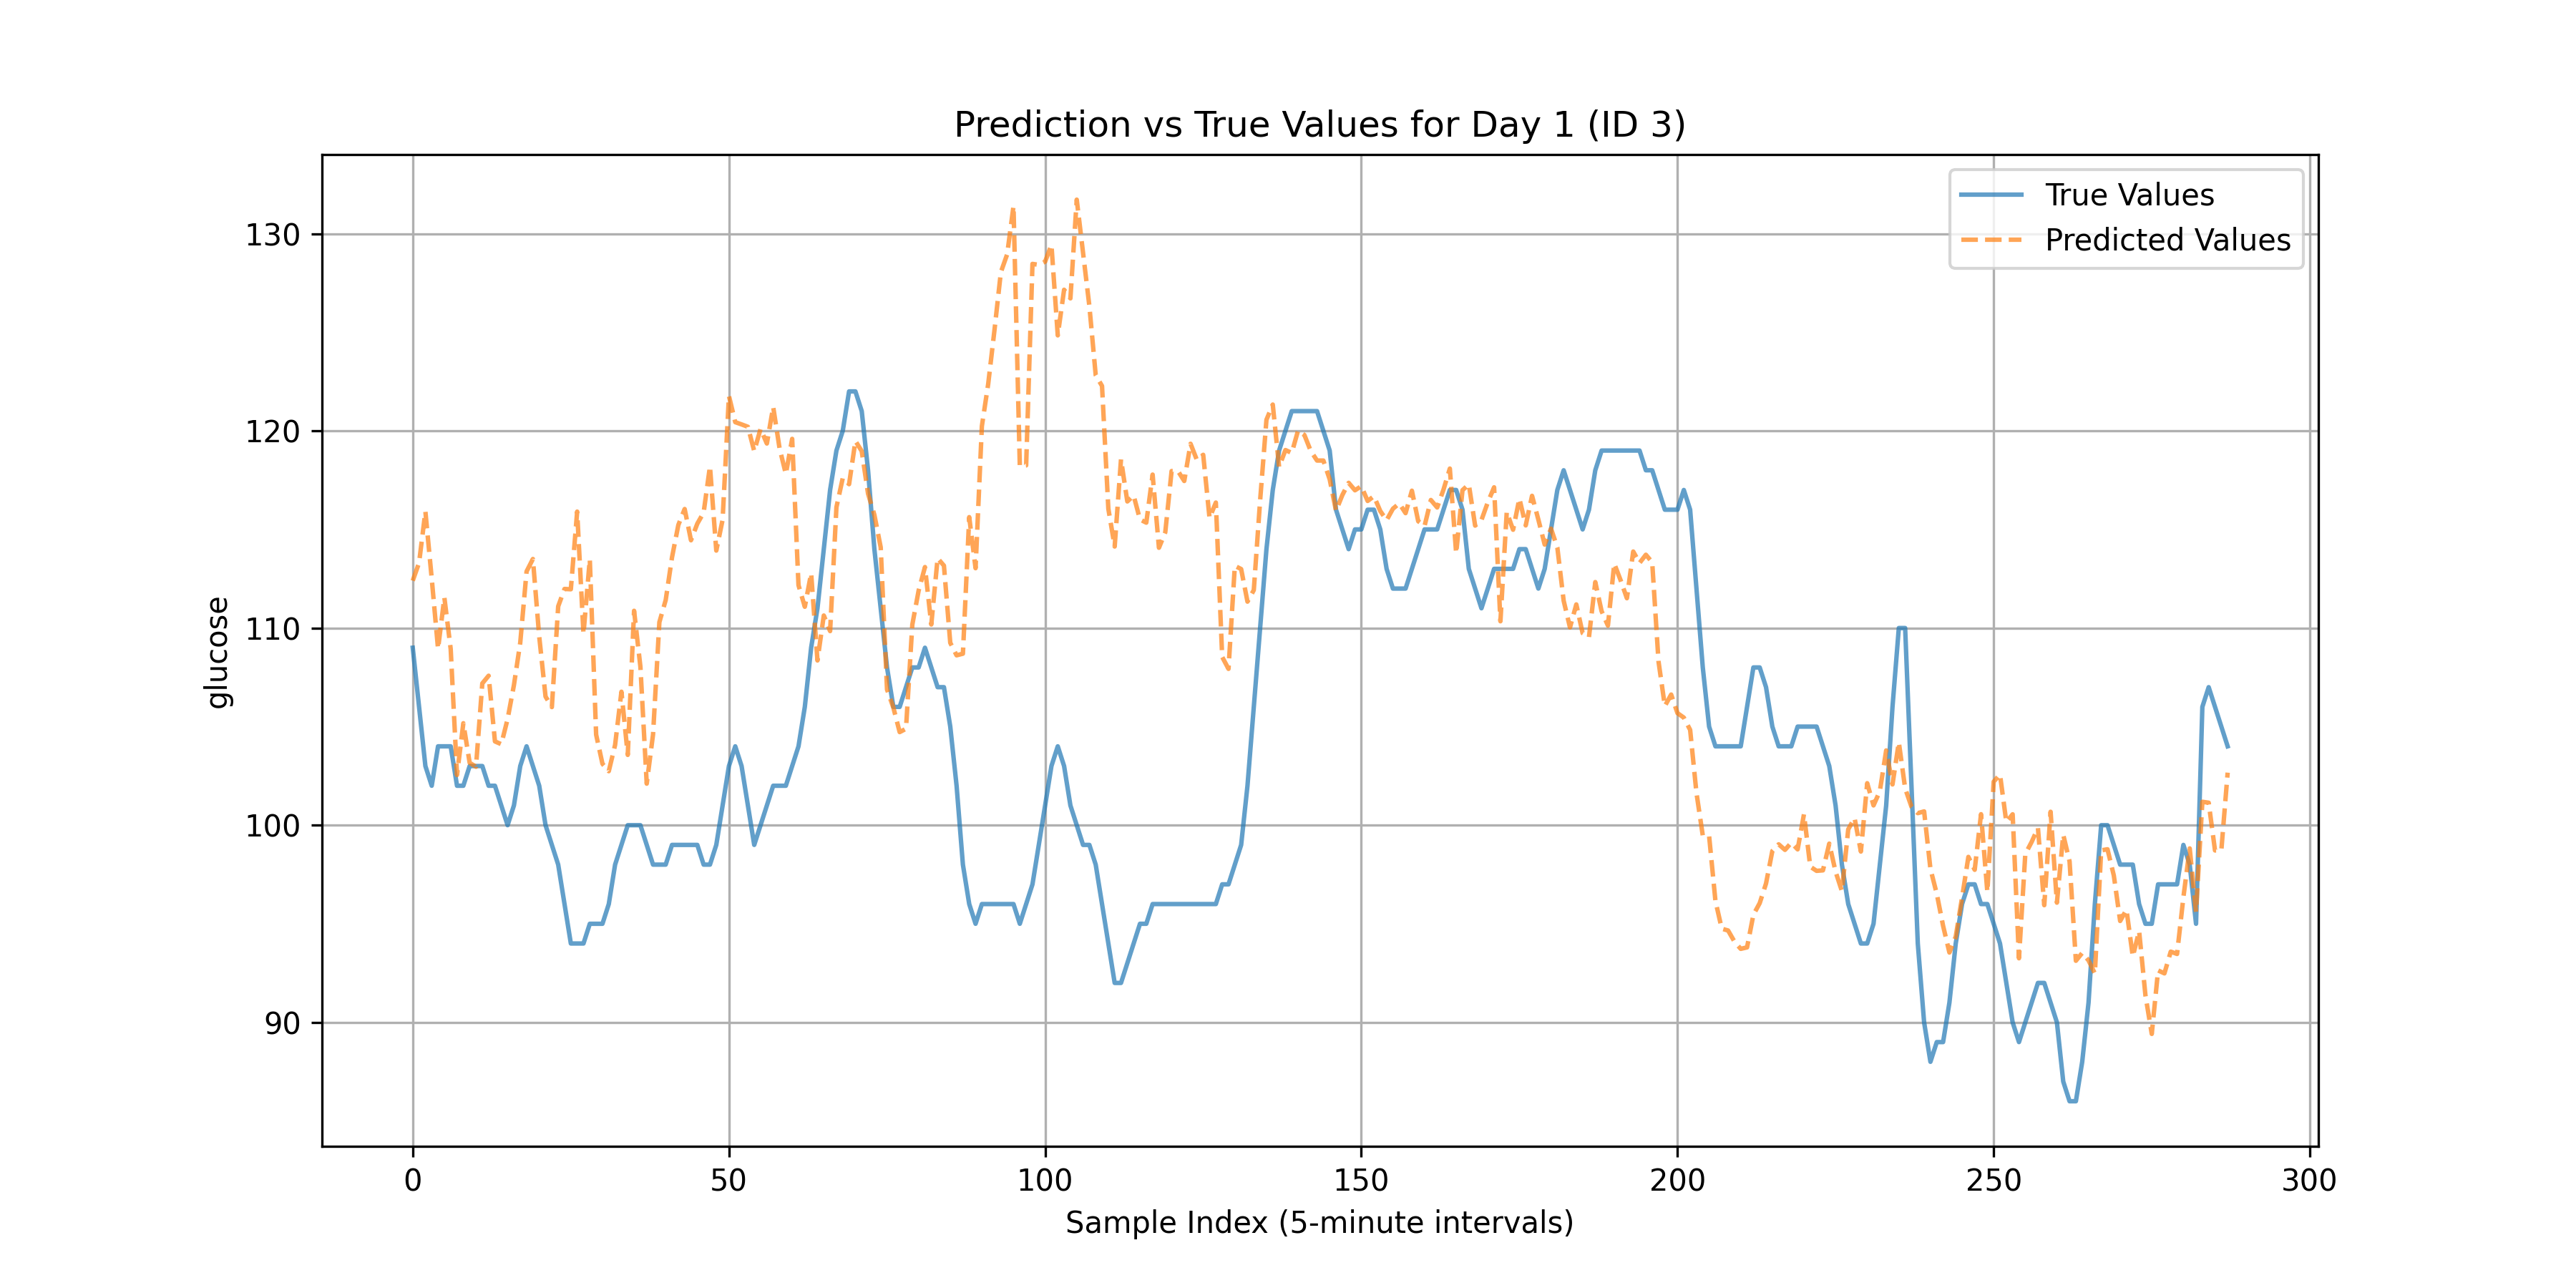 Prediction vs True Values for Day 1 (ID 3)
True Values
Predicted Values
130
120
110
100
90
glucose
0 50 100 150 200 250 300
Sample Index (5-minute intervals)